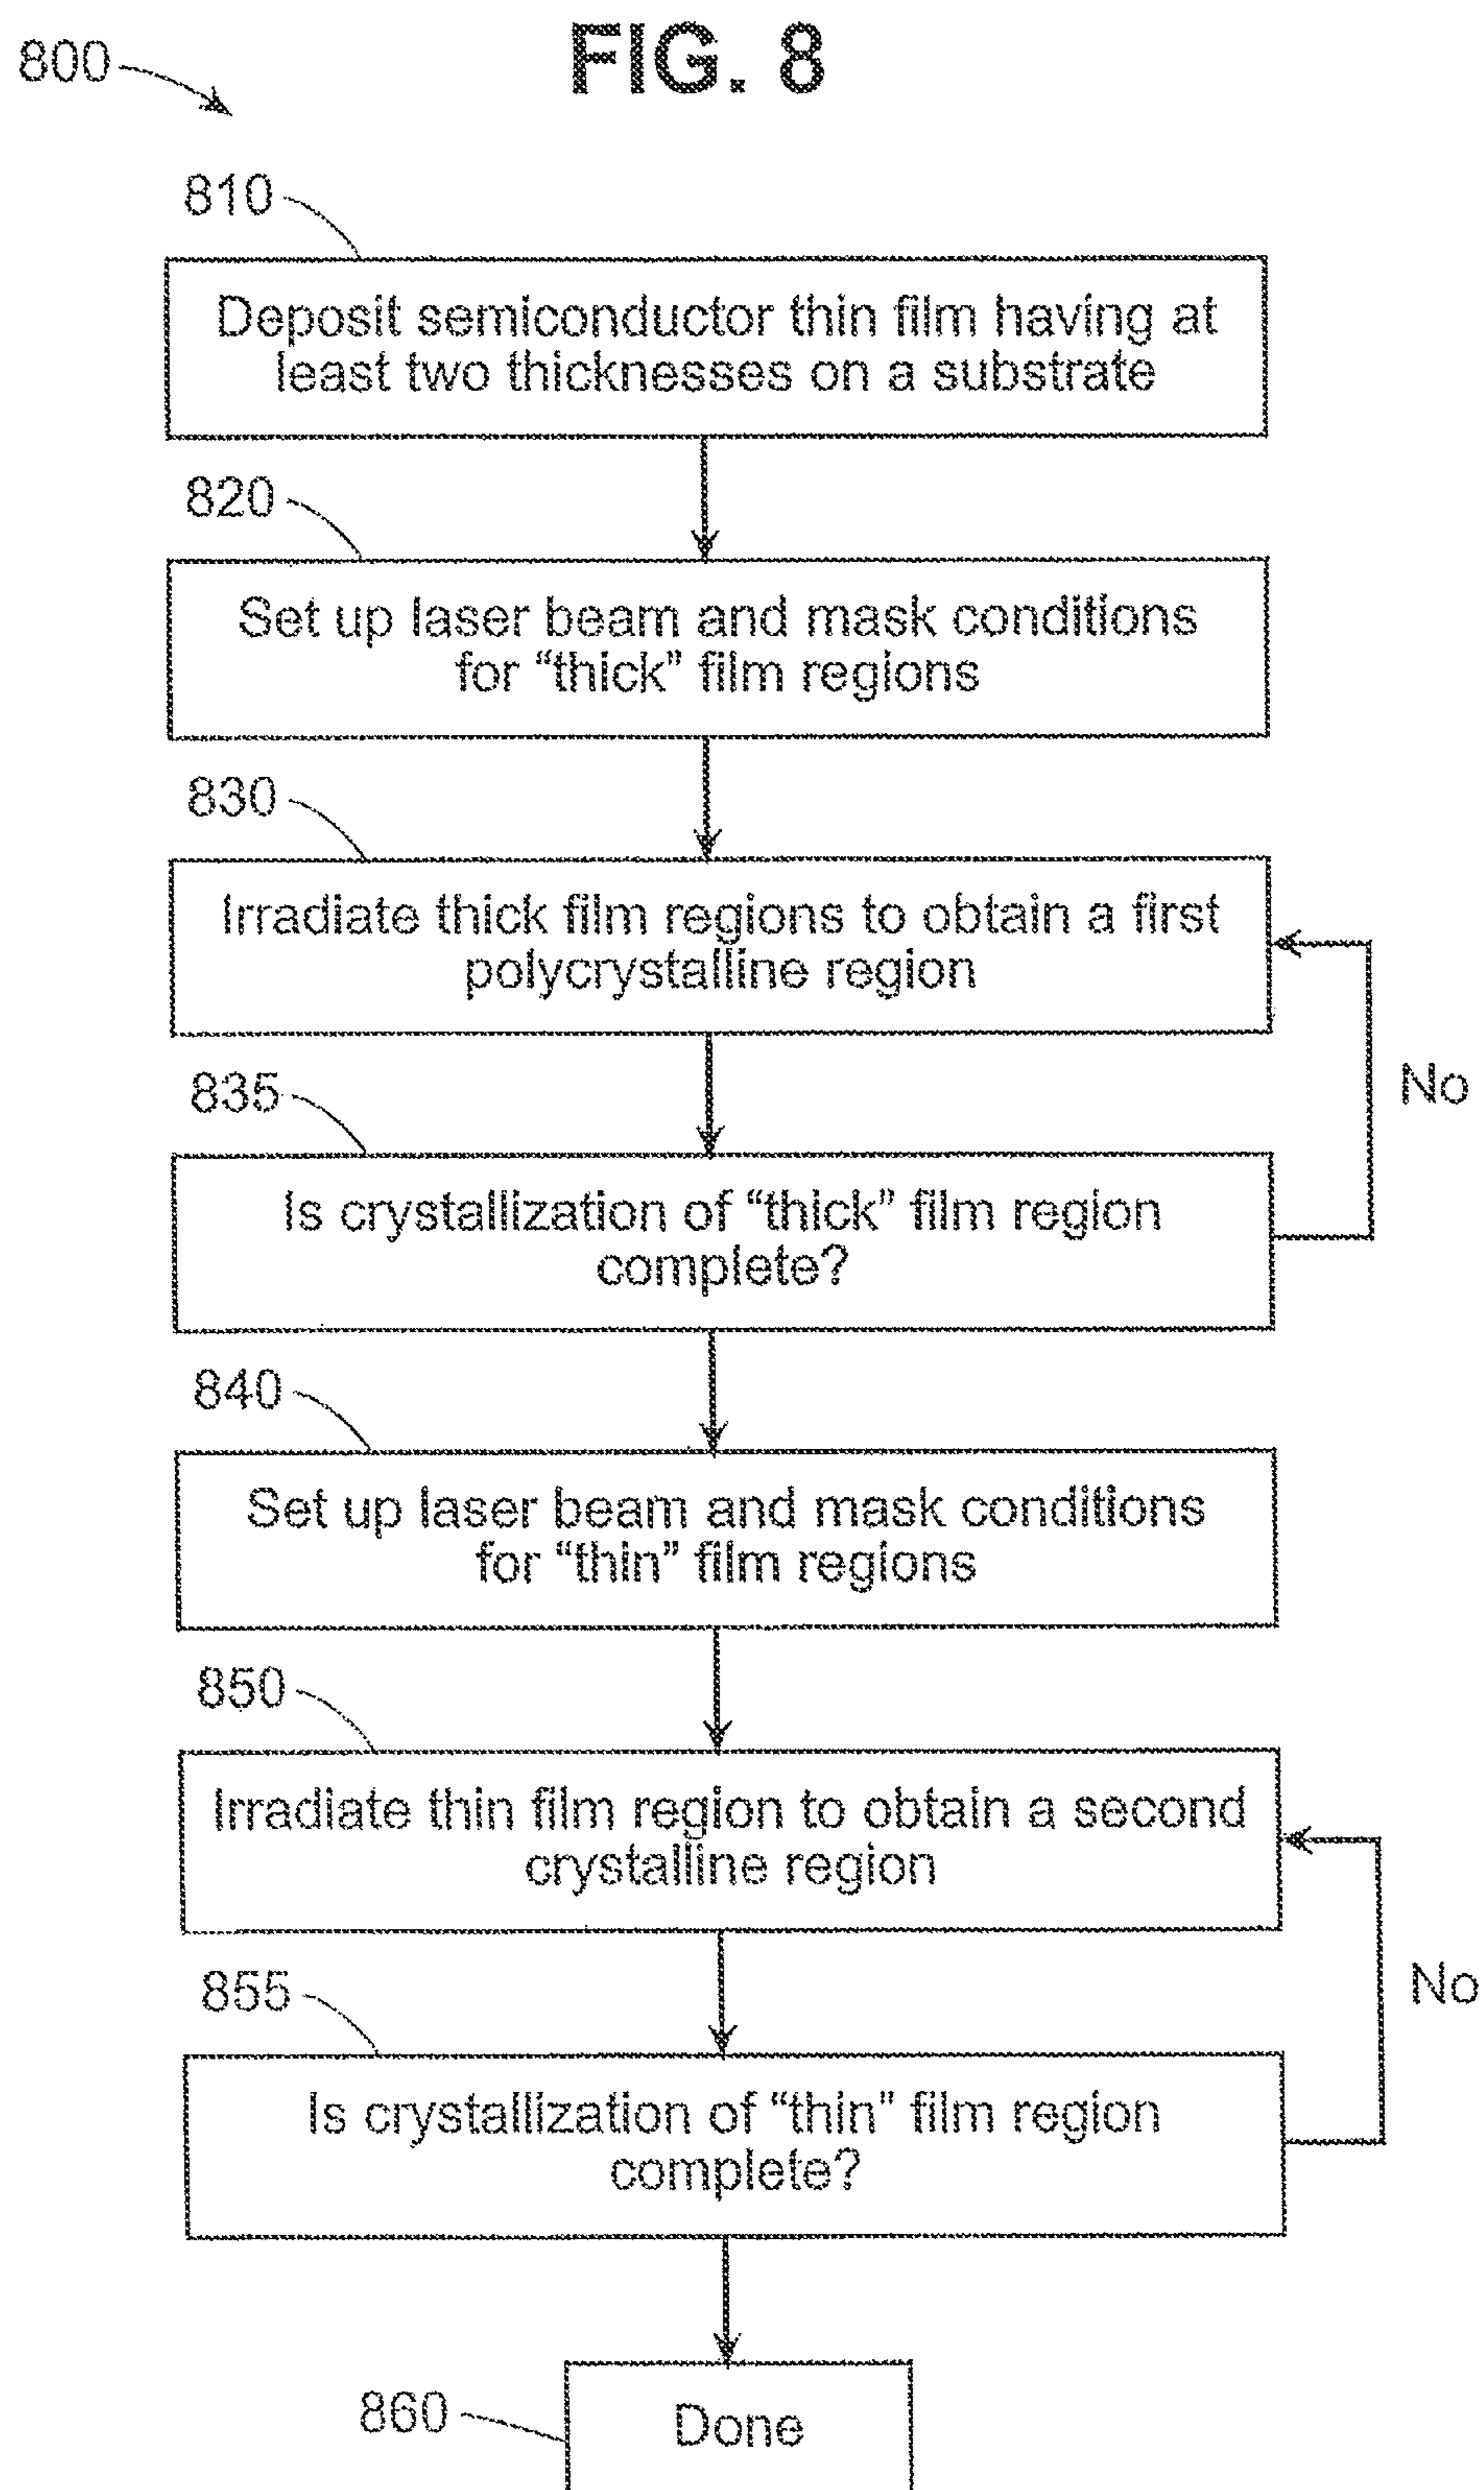 FIG. 8
800
810
Deposit semiconductor thin film having at
least two thicknesses on a substrate
820
Set up laser beam and mask conditions
for “thick” film regions
830
Irradiate thick film regions to obtain a first
polycrystalline region
No
835
Is crystallization of “thick” film region
complete?
840
Set up laser beam and mask conditions
for “thin” film regions
850
Irradiate thin film region to obtain a second
crystalline region
No
855
Is crystallization of “thin” film region
complete?
860
Done